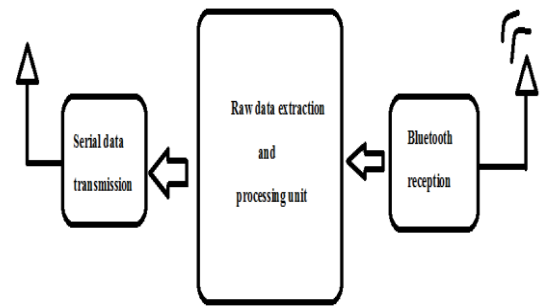 Serial data
transmission
Raw data extraction
and
processing unit
Bluetooth
reception